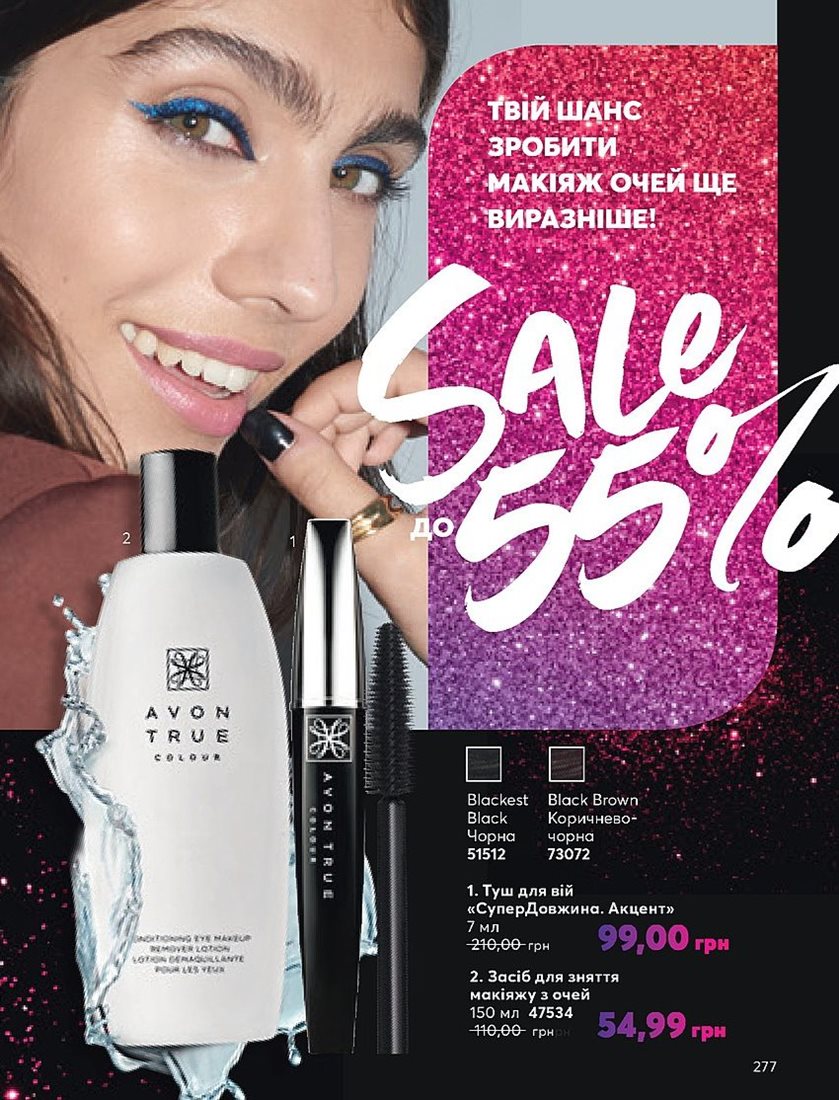 ТВІЙ ШАНС
ЗРОБИТИ
МАКІЯЖ ОЧЕЙ ЩЕ
ВИРАЗНІШЕ!
SALe
ДО 55%
2
1
AVON
TRUE
COLOUR
CONDITIONING EYE MAKEUP
REMOVER LOTION
LOTION DÉMAQUILLANTE
POUR LES YEUX
AVON TRUE
COLOUR
Blackest
Black
Чорна
51512
Black Brown
Коричнево-
чорна
73072
1. Туш для вій
«СуперДовжина. Акцент»
7 мл
210,00 грн
99,00 грн
2. Засіб для зняття
макіяжу з очей
150 мл 47534
110,00 грн
54,99 грн
277